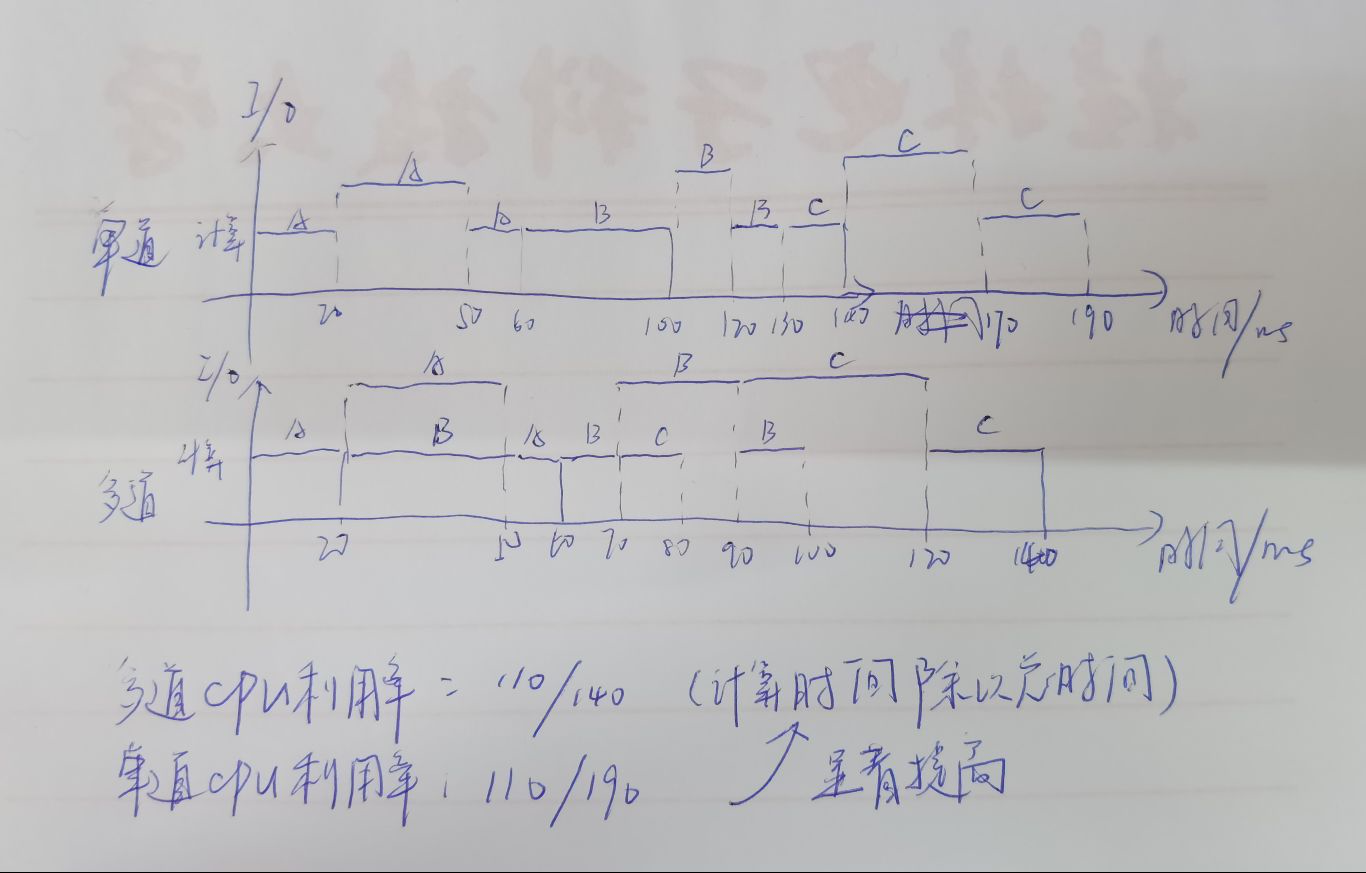 I/O
A
B
C
单道 计算 A A B B C C
20 50 60 100 120 130 140 170 190 时间/ms
I/O
A B C
计算 A B A B C B C
多道
20 50 60 70 80 90 100 120 140 时间/ms
多道CPU利用率 = 110/140 (计算时间除以总时间)
单道CPU利用率: 110/190 显著提高